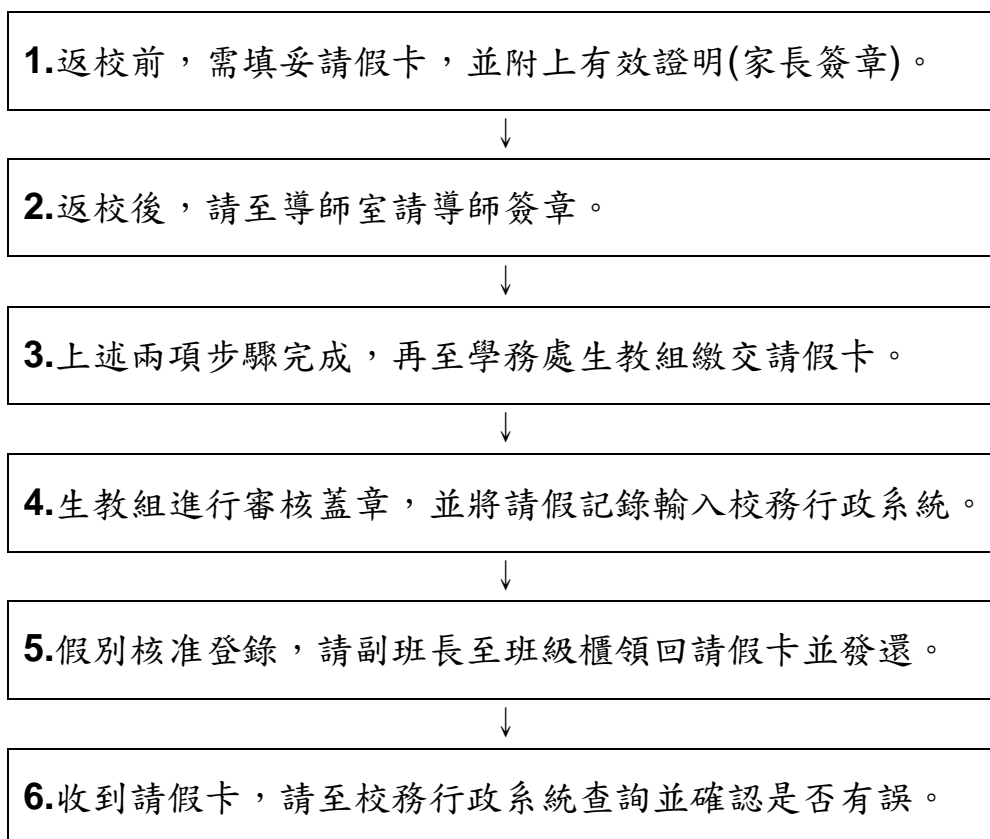 1.返校前，需填妥請假卡，並附上有效證明(家長簽章)。
↓
2.返校後，請至導師室請導師簽章。
↓
3.上述兩項步驟完成，再至學務處生教組繳交請假卡。
↓
4.生教組進行審核蓋章，並將請假記錄輸入校務行政系統。
↓
5.假別核准登錄，請副班長至班級櫃領回請假卡並發還。
↓
6.收到請假卡，請至校務行政系統查詢並確認是否有誤。